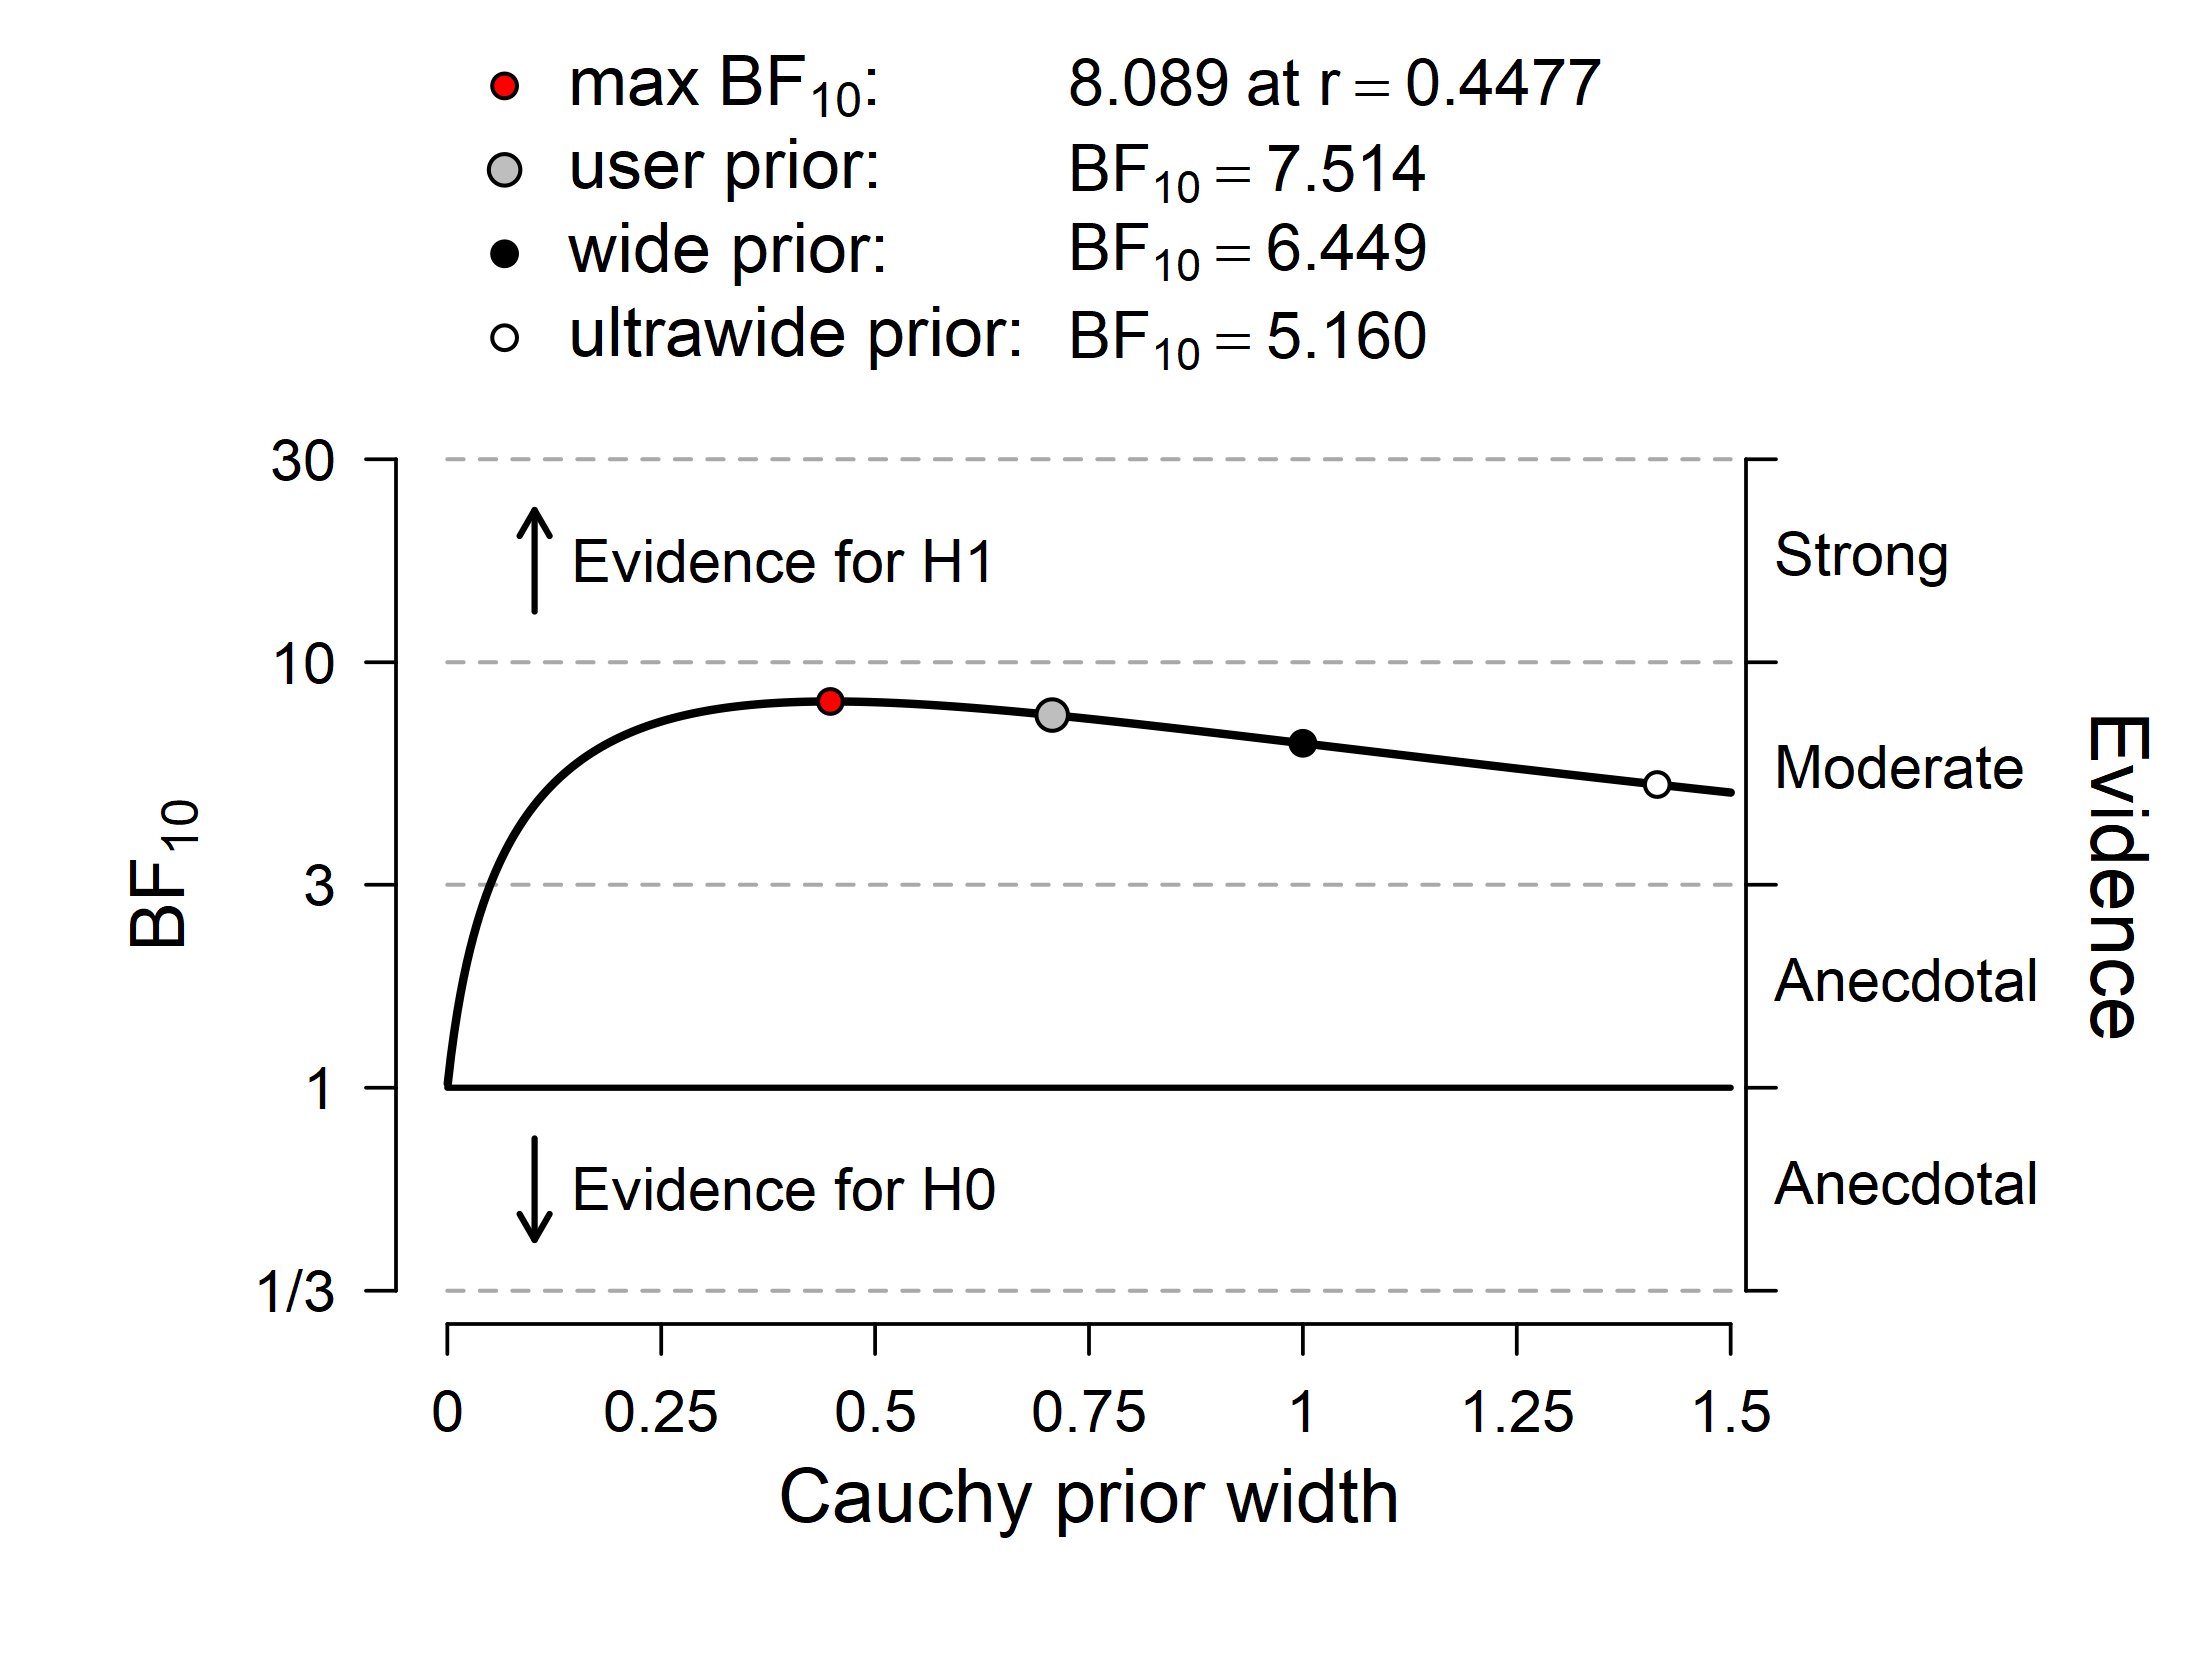 max BF10: 8.089 at r = 0.4477
user prior: BF10 = 7.514
wide prior: BF10 = 6.449
ultrawide prior: BF10 = 5.160
30
10
3
1
1/3
BF10
Evidence for H1
Evidence for H0
Strong
Moderate
Anecdotal
Anecdotal
Evidence
0 0.25 0.5 0.75 1 1.25 1.5
Cauchy prior width